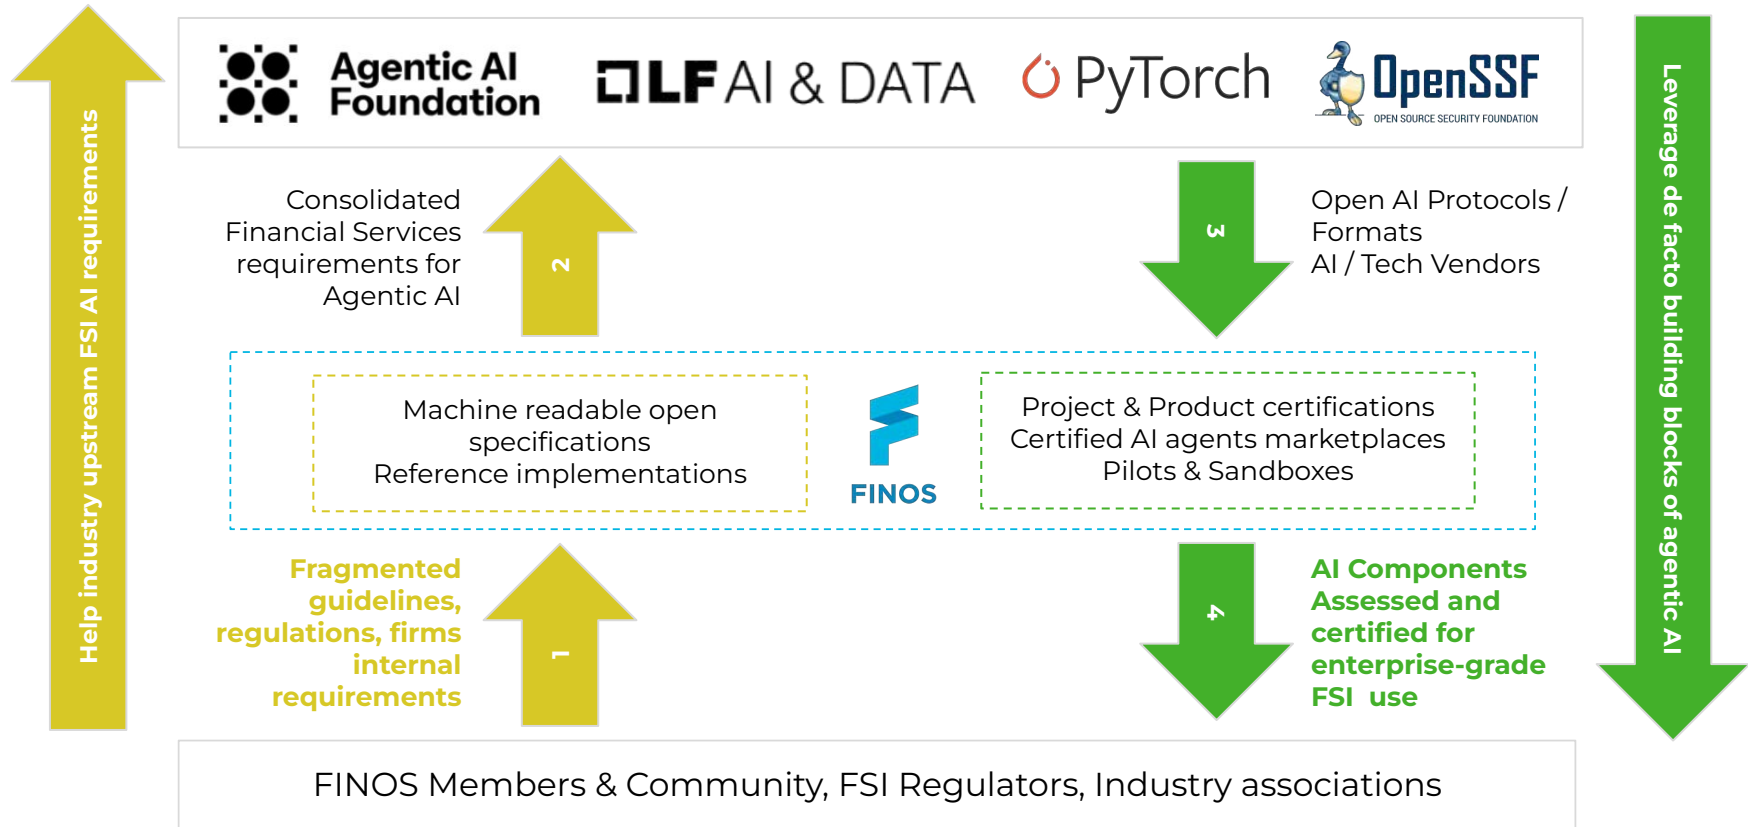 Help industry upstream FSI AI requirements
Agentic AI
Foundation
LF AI & DATA
PyTorch
OpenSSF
OPEN SOURCE SECURITY FOUNDATION
Leverage de facto building blocks of agentic AI
Consolidated
Financial Services
requirements for
Agentic AI
2
3
Open AI Protocols /
Formats
AI / Tech Vendors
Machine readable open
specifications
Reference implementations
FINOS
Project & Product certifications
Certified AI agents marketplaces
Pilots & Sandboxes
Fragmented
guidelines,
regulations, firms
internal
requirements
1
4
AI Components
Assessed and
certified for
enterprise-grade
FSI  use
FINOS Members & Community, FSI Regulators, Industry associations